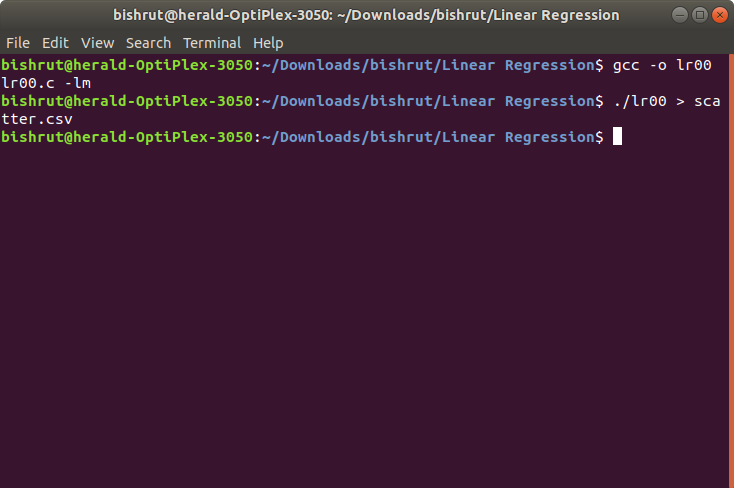 bishrut@herald-OptiPlex-3050: ~/Downloads/bishrut/Linear Regression
File Edit View Search Terminal Help
bishrut@herald-OptiPlex-3050:~/Downloads/bishrut/Linear Regression$ gcc -o lr00
lr00.c -lm
bishrut@herald-OptiPlex-3050:~/Downloads/bishrut/Linear Regression$ ./lr00 > sca
tter.csv
bishrut@herald-OptiPlex-3050:~/Downloads/bishrut/Linear Regression$